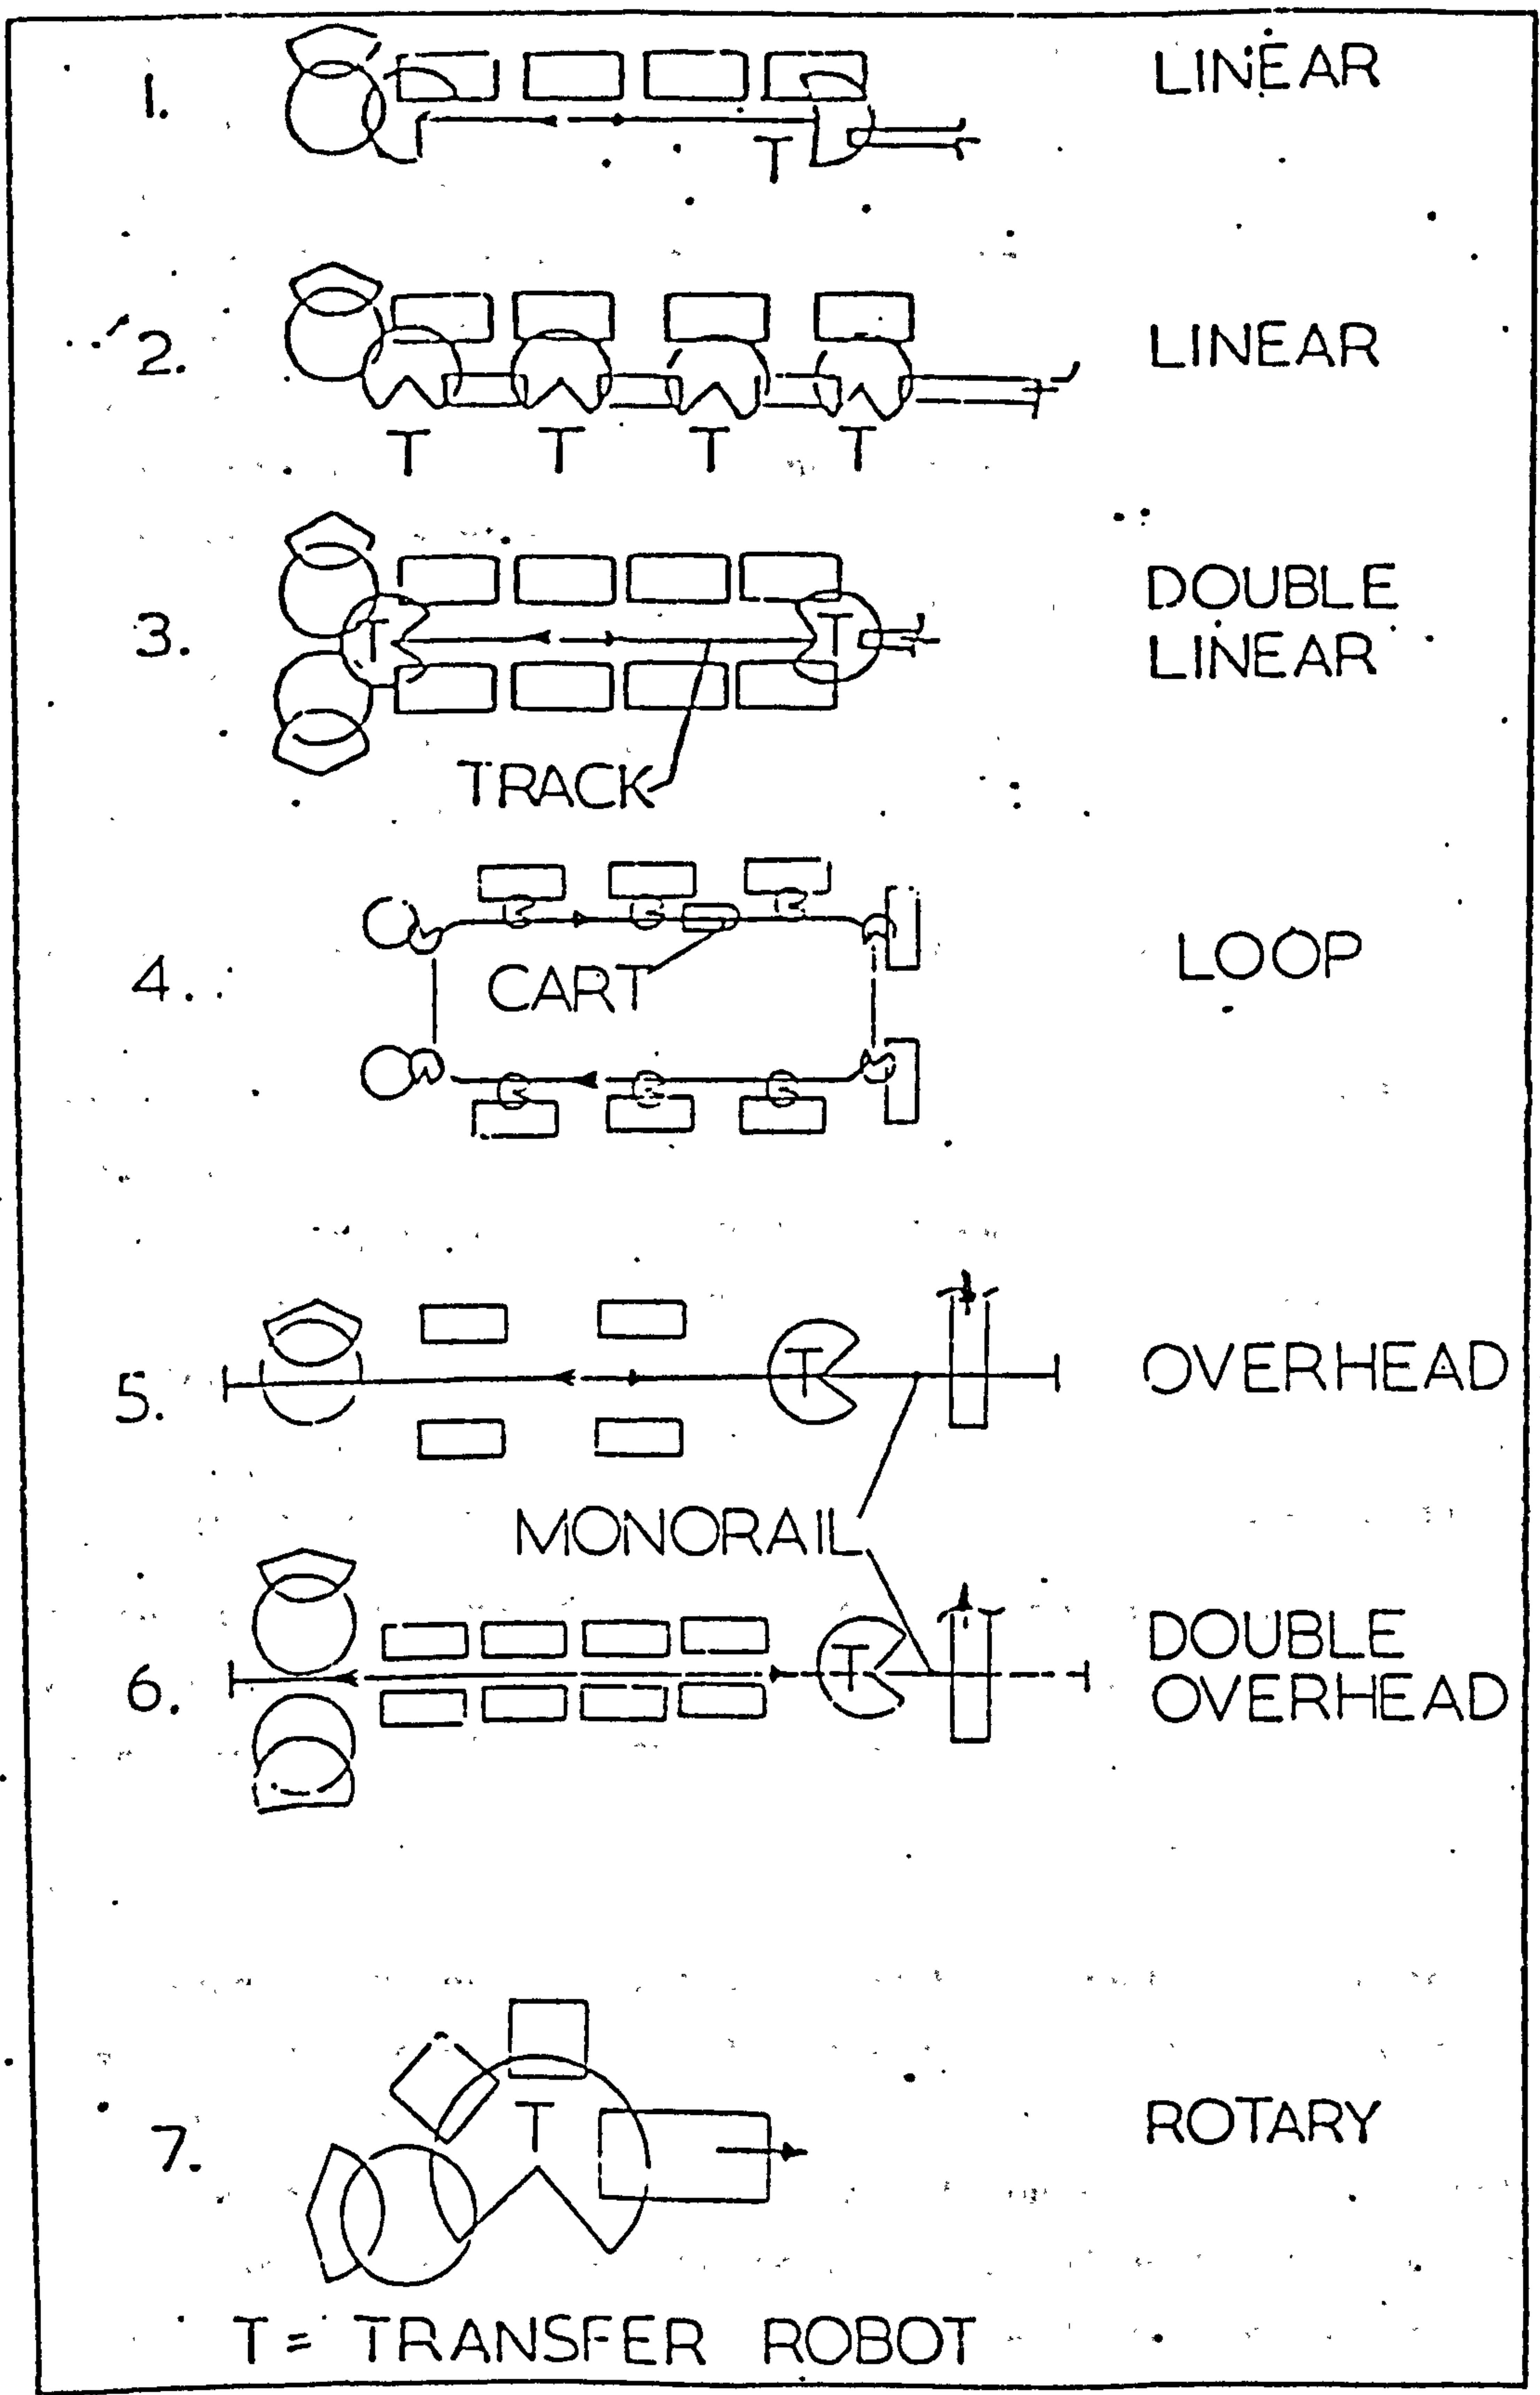 1. LINEAR
T
2. LINEAR
T T T T
3. DOUBLE
LINEAR
T T
TRACK
4. LOOP
CART
5. OVERHEAD
T
MONORAIL
6. DOUBLE
OVERHEAD
T
7. ROTARY
T
T = TRANSFER ROBOT